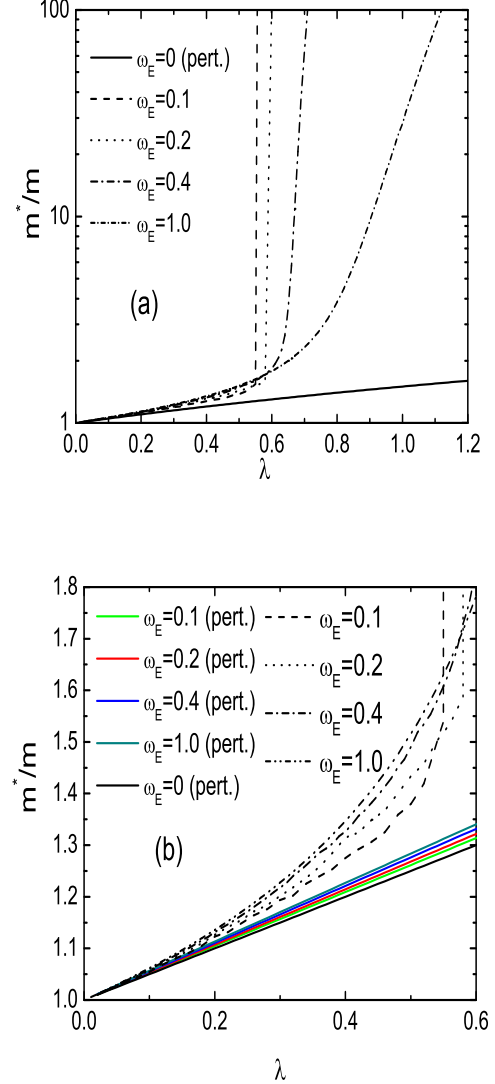 100
ω_E=0 (pert.)
ω_E=0.1
ω_E=0.2
ω_E=0.4
ω_E=1.0
10
1
m*/m
(a)
0.0 0.2 0.4 0.6 0.8 1.0 1.2
λ
1.8
1.7
1.6
1.5
1.4
1.3
1.2
1.1
1.0
m*/m
ω_E=0.1 (pert.)
ω_E=0.2 (pert.)
ω_E=0.4 (pert.)
ω_E=1.0 (pert.)
ω_E=0 (pert.)
ω_E=0.1
ω_E=0.2
ω_E=0.4
ω_E=1.0
(b)
0.0 0.2 0.4 0.6
λ